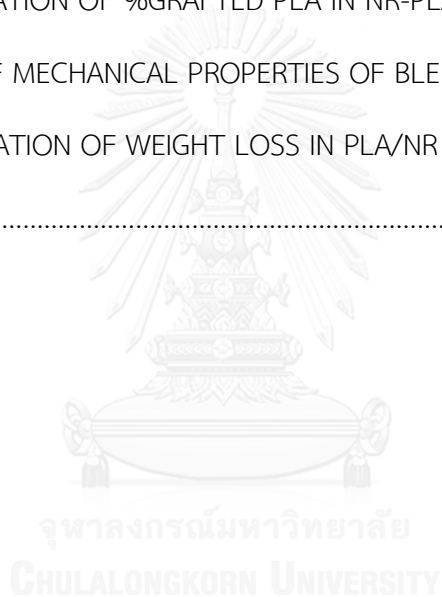 ATION OF %GRAFTED PLA IN NR-PL
F MECHANICAL PROPERTIES OF BLE
ATION OF WEIGHT LOSS IN PLA/NR
................................................................................
จุฬาลงกรณ์มหาวิทยาลัย
CHULALONGKORN UNIVERSITY